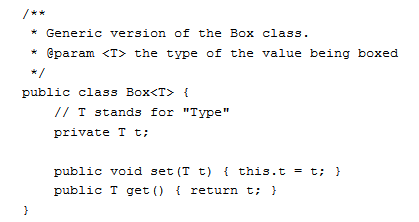 /**
 * Generic version of the Box class.
 * @param <T> the type of the value being boxed
 */
public class Box<T> {
    // T stands for "Type"
    private T t;

    public void set(T t) { this.t = t; }
    public T get() { return t; }
}